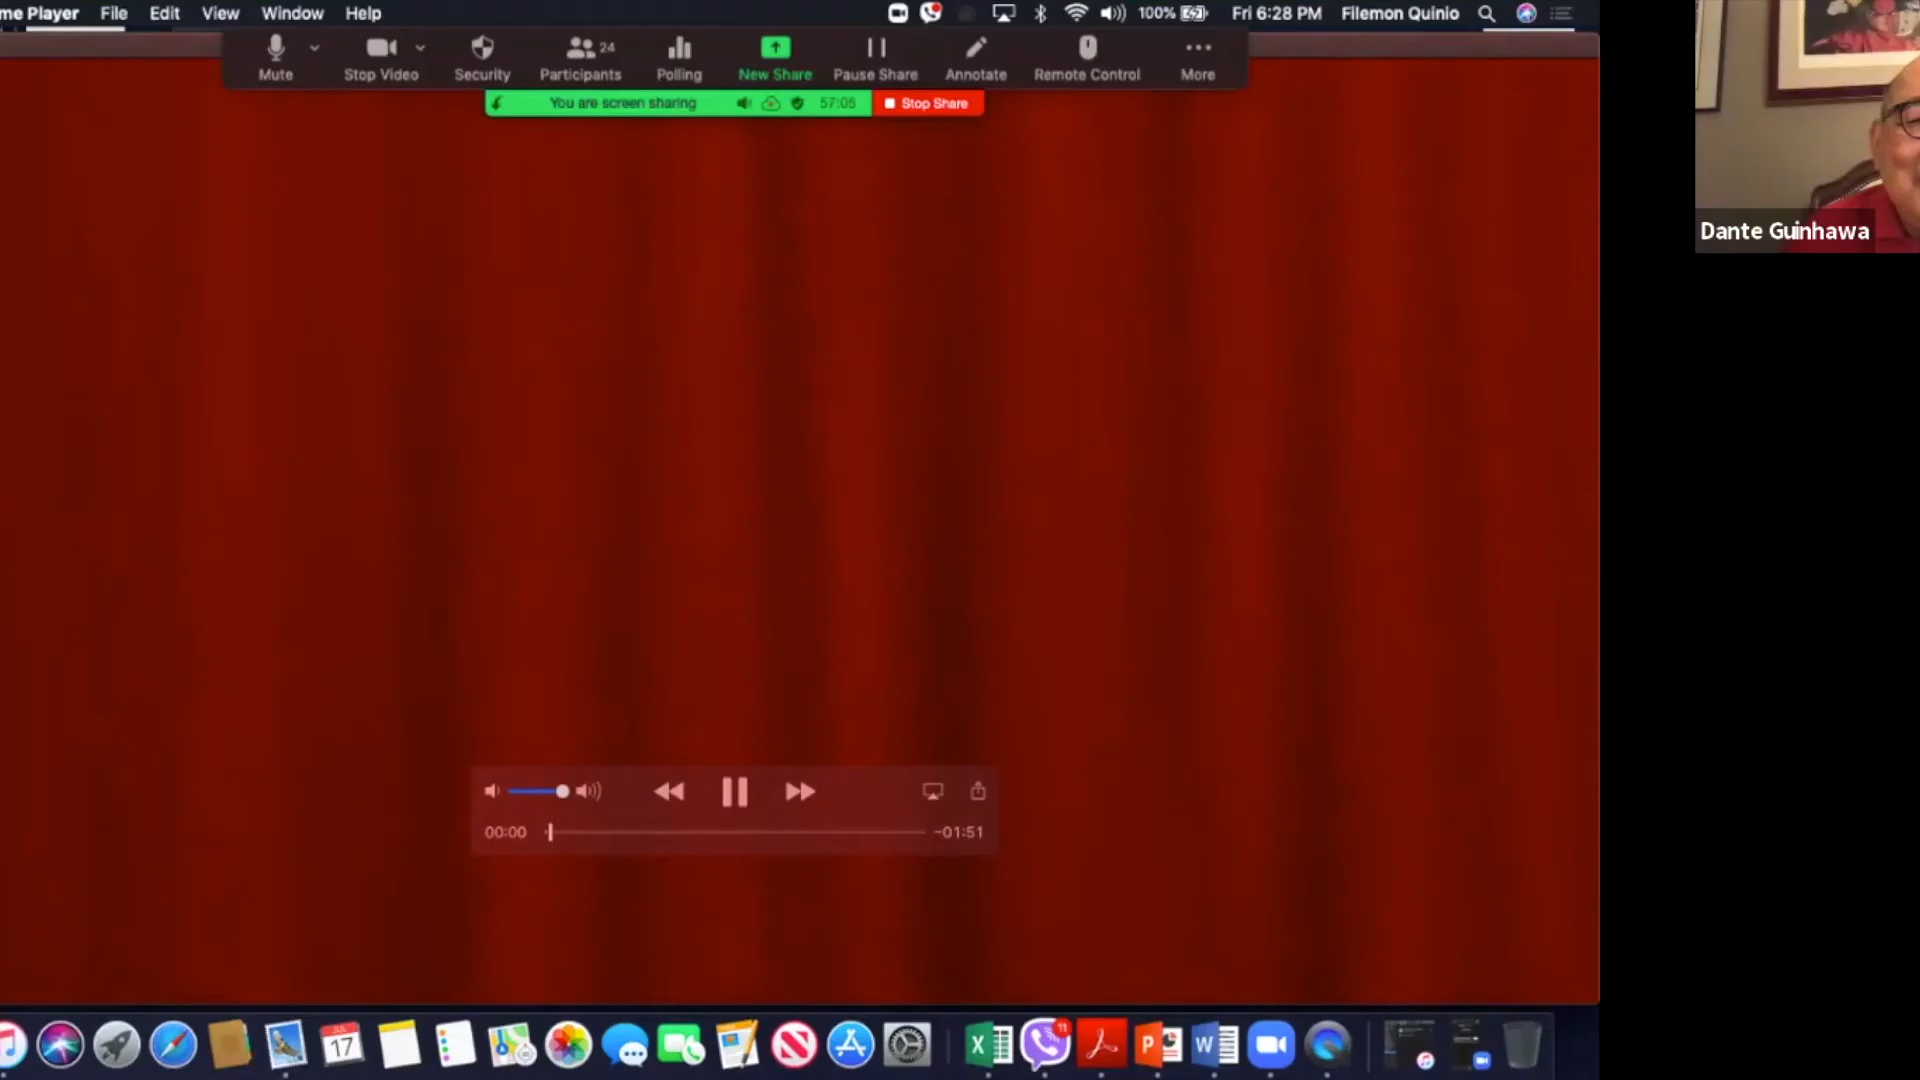 me Player File Edit View Window Help 100% Fri 6:28 PM Filemon Quinio
24
Mute Stop Video Security Participants Polling New Share Pause Share Annotate Remote Control More
You are screen sharing 57:05 Stop Share
Dante Guinhawa
00:00 -01:51
JUL
17
11
X
P
W